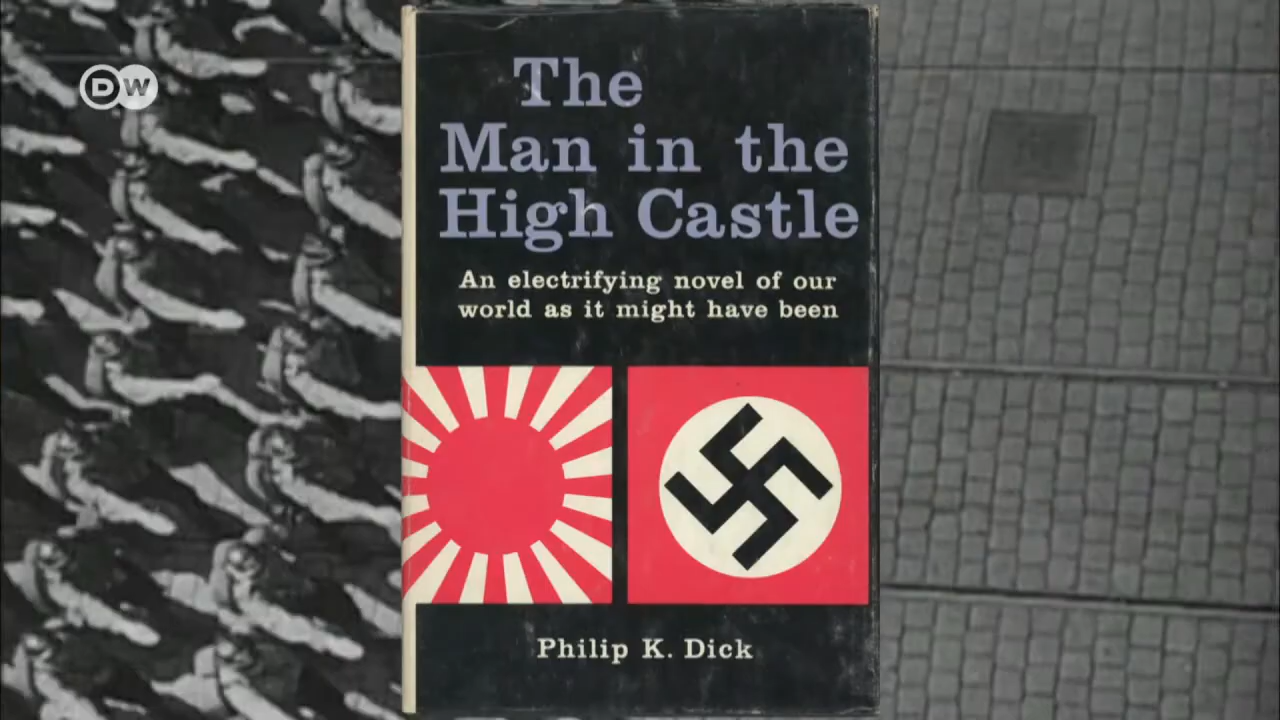 DW
The
Man in the
High Castle
An electrifying novel of our
world as it might have been
Philip K. Dick